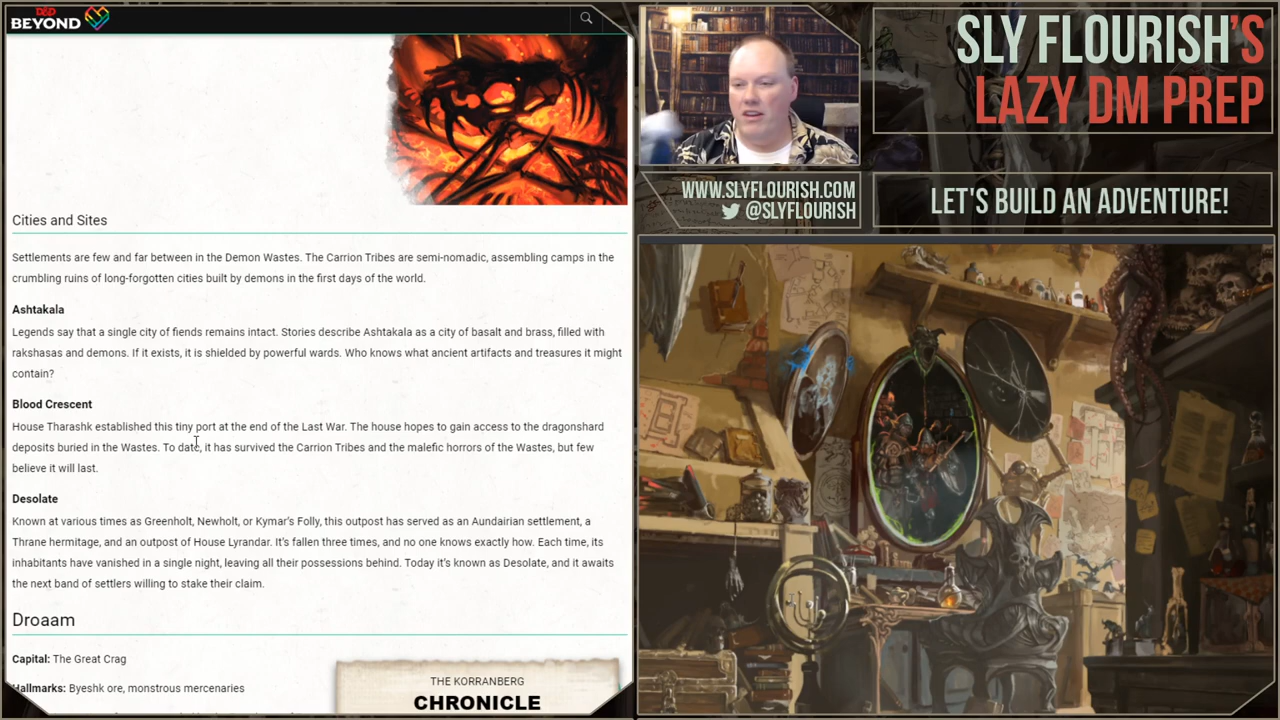 D&D
BEYOND
Cities and Sites
Settlements are few and far between in the Demon Wastes. The Carrion Tribes are semi-nomadic, assembling camps in the
crumbling ruins of long-forgotten cities built by demons in the first days of the world.
Ashtakala
Legends say that a single city of fiends remains intact. Stories describe Ashtakala as a city of basalt and brass, filled with
rakshasas and demons. If it exists, it is shielded by powerful wards. Who knows what ancient artifacts and treasures it might
contain?
Blood Crescent
House Tharashk established this tiny port at the end of the Last War. The house hopes to gain access to the dragonshard
deposits buried in the Wastes. To date, it has survived the Carrion Tribes and the malefic horrors of the Wastes, but few
believe it will last.
Desolate
Known at various times as Greenholt, Newholt, or Kymar's Folly, this outpost has served as an Aundairian settlement, a
Thrane hermitage, and an outpost of House Lyrandar. It's fallen three times, and no one knows exactly how. Each time, its
inhabitants have vanished in a single night, leaving all their possessions behind. Today it's known as Desolate, and it awaits
the next band of settlers willing to stake their claim.
Droaam
Capital: The Great Crag
Hallmarks: Byeshk ore, monstrous mercenaries
THE KORRANBERG
CHRONICLE
SLY FLOURISH'S
LAZY DM PREP
WWW.SLYFLOURISH.COM
@SLYFLOURISH
LET'S BUILD AN ADVENTURE!